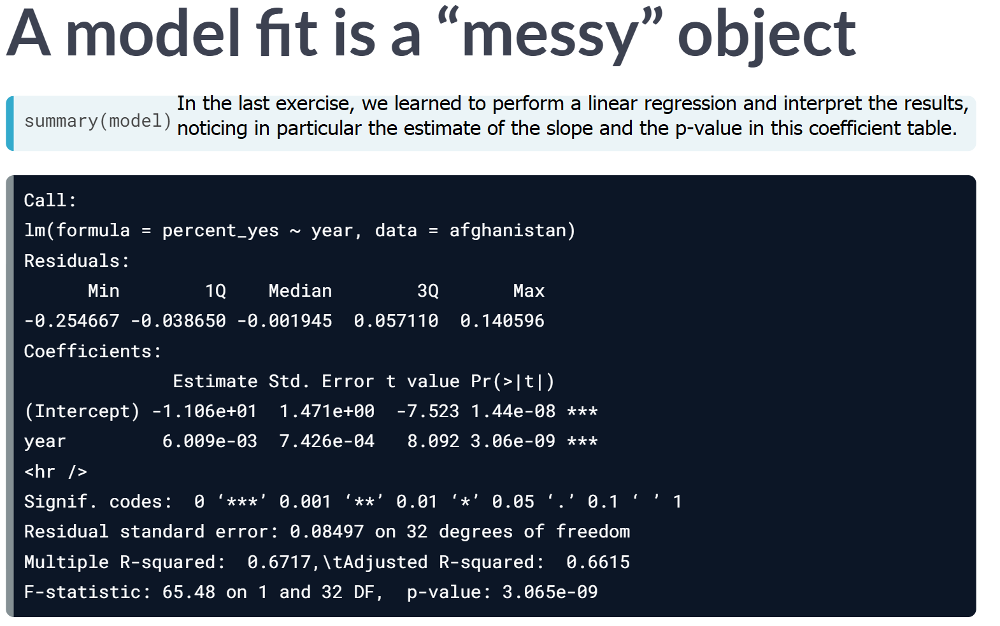 A model fit is a “messy” object
summary(model)
In the last exercise, we learned to perform a linear regression and interpret the results,
noticing in particular the estimate of the slope and the p-value in this coefficient table.
Call:
lm(formula = percent_yes ~ year, data = afghanistan)
Residuals:
      Min        1Q    Median        3Q       Max
-0.254667 -0.038650 -0.001945  0.057110  0.140596
Coefficients:
              Estimate Std. Error t value Pr(>|t|)
(Intercept) -1.106e+01  1.471e+00  -7.523 1.44e-08 ***
year         6.009e-03  7.426e-04   8.092 3.06e-09 ***
<hr />
Signif. codes:  0 ‘***’ 0.001 ‘**’ 0.01 ‘*’ 0.05 ‘.’ 0.1 ‘ ’ 1
Residual standard error: 0.08497 on 32 degrees of freedom
Multiple R-squared:  0.6717,\tAdjusted R-squared:  0.6615
F-statistic: 65.48 on 1 and 32 DF,  p-value: 3.065e-09